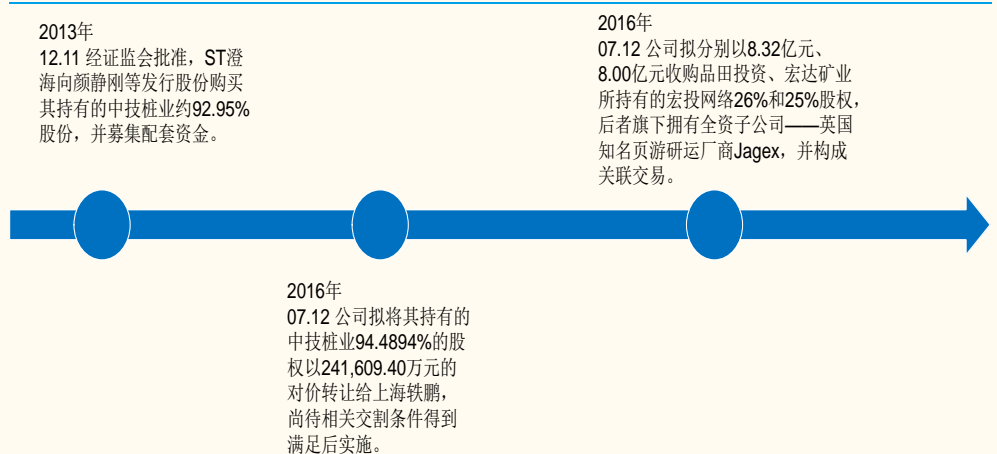 2013年
12.11 经证监会批准，ST澄
海向颜静刚等发行股份购买
其持有的中技桩业约92.95%
股份，并募集配套资金。
2016年
07.12 公司拟将其持有的
中技桩业94.4894%的股
权以241,609.40万元的
对价转让给上海轶鹏，
尚待相关交割条件得到
满足后实施。
2016年
07.12 公司拟分别以8.32亿元、
8.00亿元收购品田投资、宏达矿业
所持有的宏投网络26%和25%股权，
后者旗下拥有全资子公司——英国
知名页游研运厂商Jagex，并构成
关联交易。